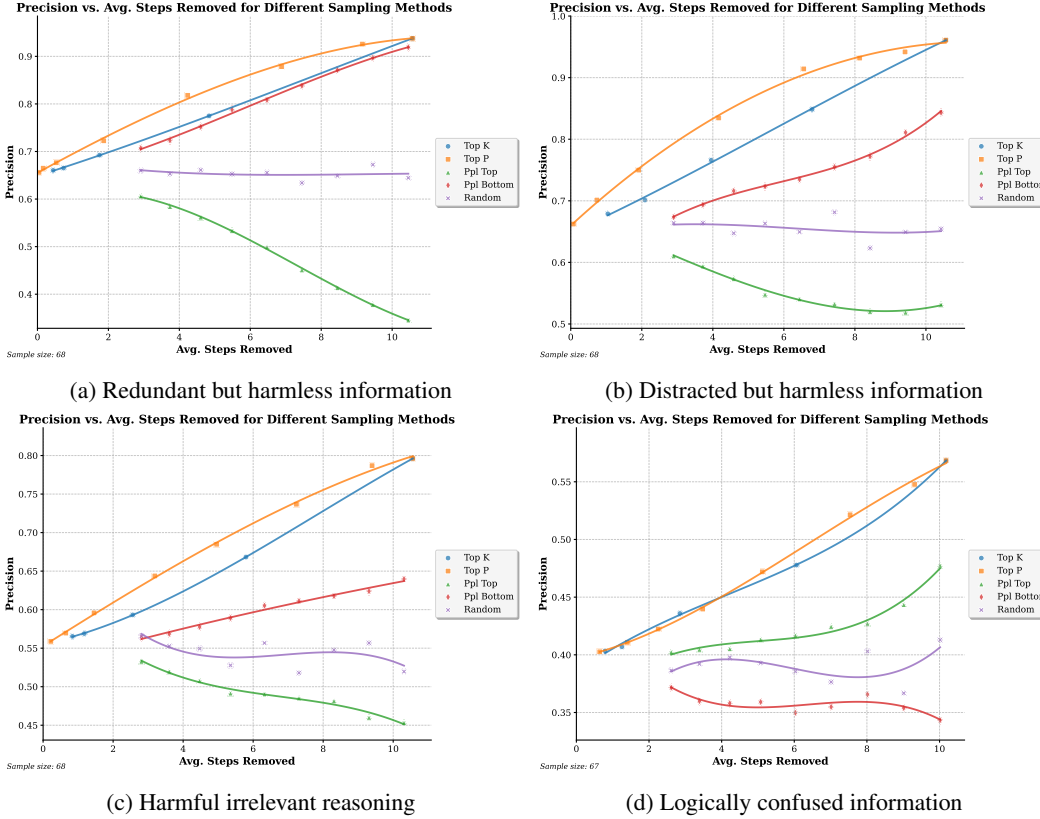 Precision vs. Avg. Steps Removed for Different Sampling Methods
Precision
0.9
0.8
0.7
0.6
0.5
0.4
0 2 4 6 8 10
Avg. Steps Removed
Sample size: 68
Top K
Top P
Ppl Top
Ppl Bottom
Random
(a) Redundant but harmless information
Precision vs. Avg. Steps Removed for Different Sampling Methods
Precision
1.0
0.9
0.8
0.7
0.6
0.5
0 2 4 6 8 10
Avg. Steps Removed
Sample size: 68
Top K
Top P
Ppl Top
Ppl Bottom
Random
(b) Distracted but harmless information
Precision vs. Avg. Steps Removed for Different Sampling Methods
Precision
0.80
0.75
0.70
0.65
0.60
0.55
0.50
0.45
0 2 4 6 8 10
Avg. Steps Removed
Sample size: 68
Top K
Top P
Ppl Top
Ppl Bottom
Random
(c) Harmful irrelevant reasoning
Precision vs. Avg. Steps Removed for Different Sampling Methods
Precision
0.55
0.50
0.45
0.40
0.35
0 2 4 6 8 10
Avg. Steps Removed
Sample size: 67
Top K
Top P
Ppl Top
Ppl Bottom
Random
(d) Logically confused information